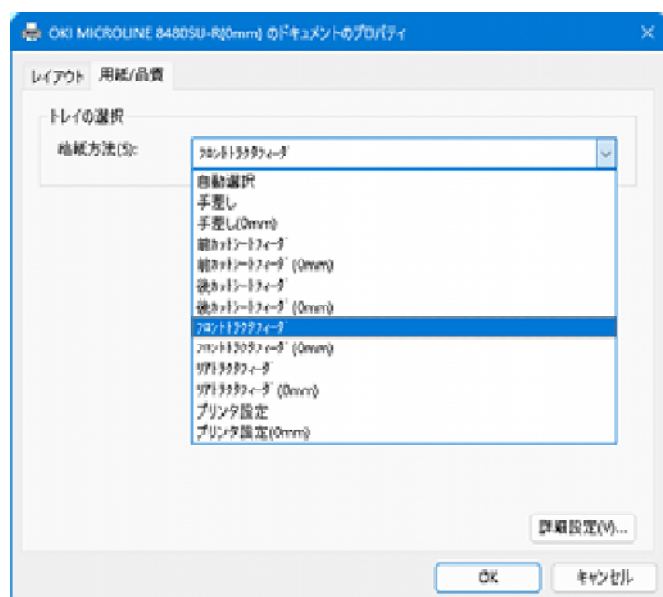 OKI MICROLINE 8480SU-R(0mm) のドキュメントのプロパティ
レイアウト 用紙/品質
トレイの選択
給紙方法(S):
ﾌﾛﾝﾄﾄﾗｸﾀﾌｨｰﾀﾞ
自動選択
手差し
手差し(0mm)
前ｶｯﾄｼｰﾄﾌｨｰﾀﾞ
前ｶｯﾄｼｰﾄﾌｨｰﾀﾞ(0mm)
後ｶｯﾄｼｰﾄﾌｨｰﾀﾞ
後ｶｯﾄｼｰﾄﾌｨｰﾀﾞ(0mm)
ﾌﾛﾝﾄﾄﾗｸﾀﾌｨｰﾀﾞ
ﾌﾛﾝﾄﾄﾗｸﾀﾌｨｰﾀﾞ(0mm)
ﾘｱﾄﾗｸﾀﾌｨｰﾀﾞ
ﾘｱﾄﾗｸﾀﾌｨｰﾀﾞ(0mm)
プリンタ設定
プリンタ設定(0mm)
詳細設定(V)...
OK キャンセル